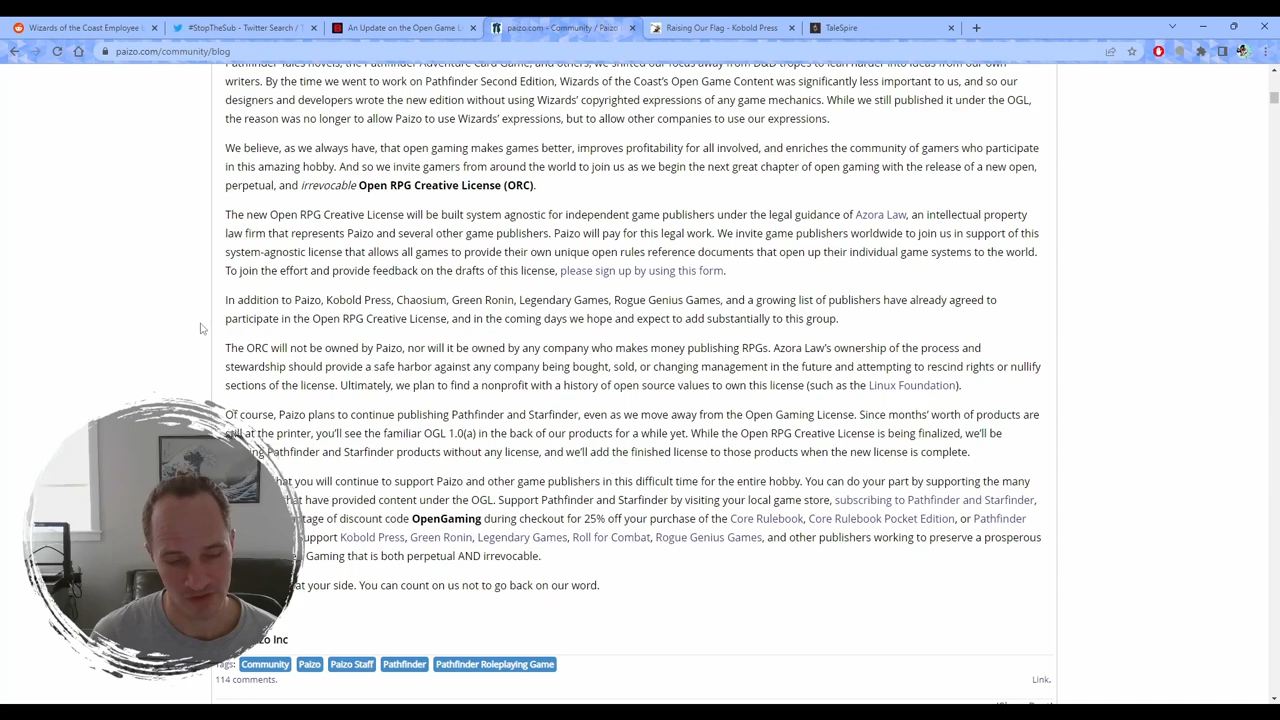 Wizards of the Coast Employee
#StopTheSub - Twitter Search / T
An Update on the Open Game L
paizo.com - Community / Paizo
Raising Our Flag - Kobold Press
TaleSpire
paizo.com/community/blog
writers. By the time we went to work on Pathfinder Second Edition, Wizards of the Coast's Open Game Content was significantly less important to us, and so our
designers and developers wrote the new edition without using Wizards' copyrighted expressions of any game mechanics. While we still published it under the OGL,
the reason was no longer to allow Paizo to use Wizards' expressions, but to allow other companies to use our expressions.
We believe, as we always have, that open gaming makes games better, improves profitability for all involved, and enriches the community of gamers who participate
in this amazing hobby. And so we invite gamers from around the world to join us as we begin the next great chapter of open gaming with the release of a new open,
perpetual, and irrevocable Open RPG Creative License (ORC).
The new Open RPG Creative License will be built system agnostic for independent game publishers under the legal guidance of Azora Law, an intellectual property
law firm that represents Paizo and several other game publishers. Paizo will pay for this legal work. We invite game publishers worldwide to join us in support of this
system-agnostic license that allows all games to provide their own unique open rules reference documents that open up their individual game systems to the world.
To join the effort and provide feedback on the drafts of this license, please sign up by using this form.
In addition to Paizo, Kobold Press, Chaosium, Green Ronin, Legendary Games, Rogue Genius Games, and a growing list of publishers have already agreed to
participate in the Open RPG Creative License, and in the coming days we hope and expect to add substantially to this group.
The ORC will not be owned by Paizo, nor will it be owned by any company who makes money publishing RPGs. Azora Law's ownership of the process and
stewardship should provide a safe harbor against any company being bought, sold, or changing management in the future and attempting to rescind rights or nullify
sections of the license. Ultimately, we plan to find a nonprofit with a history of open source values to own this license (such as the Linux Foundation).
Of course, Paizo plans to continue publishing Pathfinder and Starfinder, even as we move away from the Open Gaming License. Since months' worth of products are
still at the printer, you'll see the familiar OGL 1.0(a) in the back of our products for a while yet. While the Open RPG Creative License is being finalized, we'll be
Pathfinder and Starfinder products without any license, and we'll add the finished license to those products when the new license is complete.
that you will continue to support Paizo and other game publishers in this difficult time for the entire hobby. You can do your part by supporting the many
that have provided content under the OGL. Support Pathfinder and Starfinder by visiting your local game store, subscribing to Pathfinder and Starfinder,
of discount code OpenGaming during checkout for 25% off your purchase of the Core Rulebook, Core Rulebook Pocket Edition, or Pathfinder
Kobold Press, Green Ronin, Legendary Games, Roll for Combat, Rogue Genius Games, and other publishers working to preserve a prosperous
Gaming that is both perpetual AND irrevocable.
at your side. You can count on us not to go back on our word.
Inc
Tags: Community Paizo Paizo Staff Pathfinder Pathfinder Roleplaying Game
114 comments.
Link.